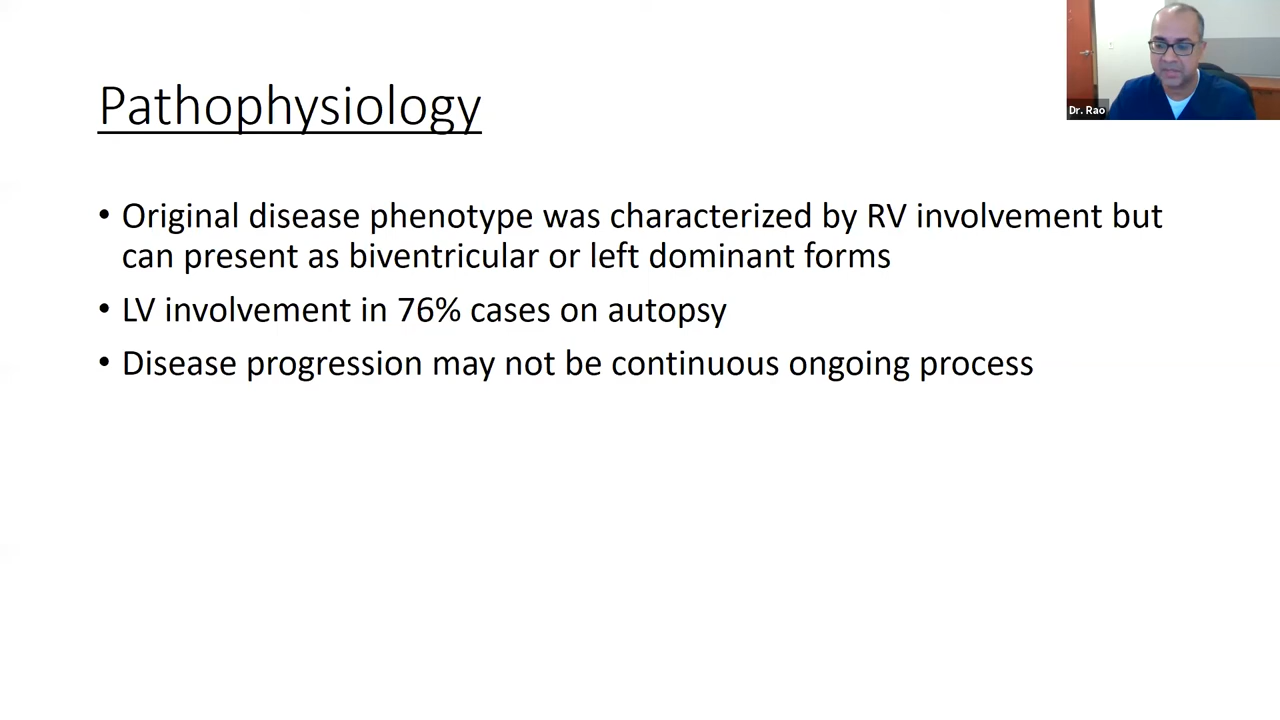 Pathophysiology
Dr. Rao
• Original disease phenotype was characterized by RV involvement but
can present as biventricular or left dominant forms
• LV involvement in 76% cases on autopsy
• Disease progression may not be continuous ongoing process